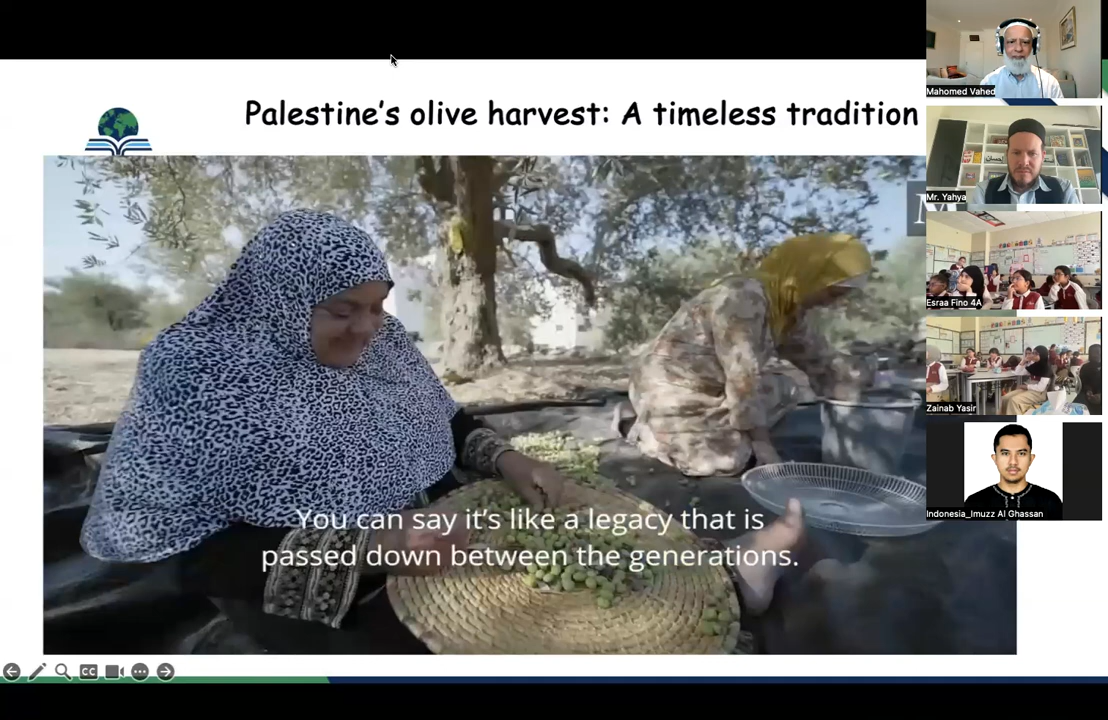 Palestine's olive harvest: A timeless tradition
You can say it's like a legacy that is
passed down between the generations.
Mahomed Vahed
Mr. Yahya
Esraa Fino 4A
Zainab Yasir
Indonesia_Imuzz Al Ghassan
CC